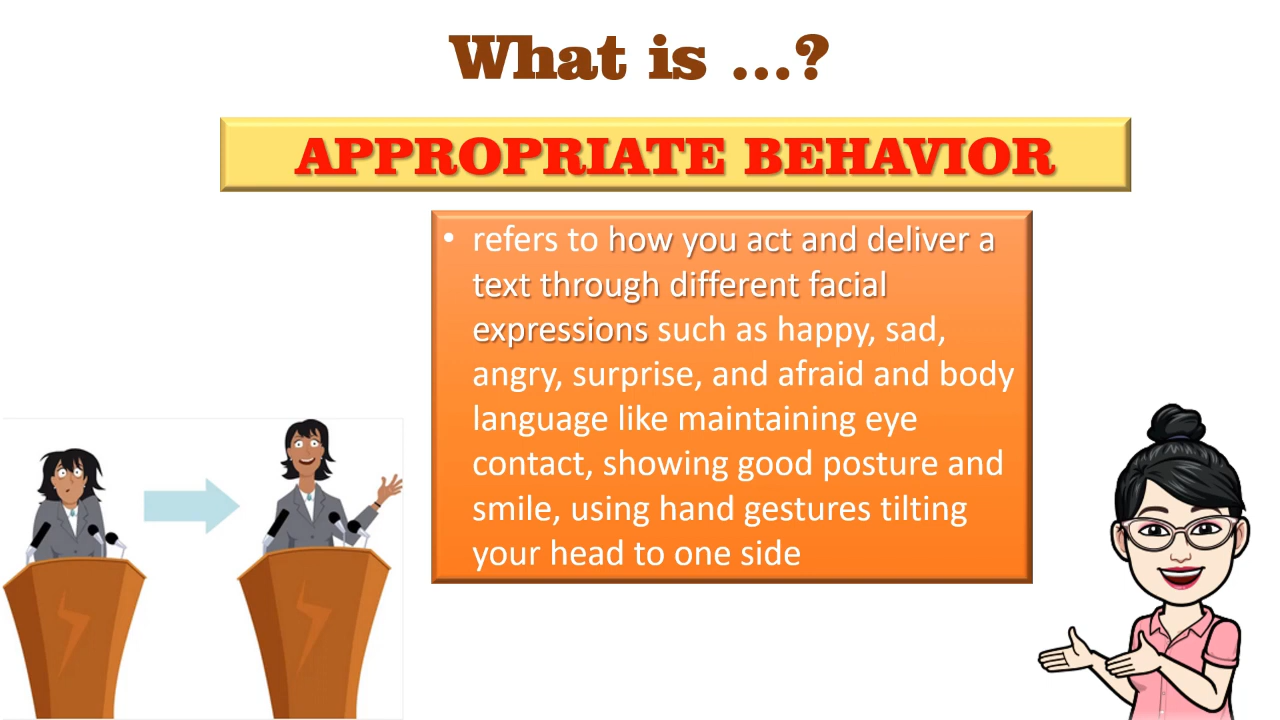 What is ...?
APPROPRIATE BEHAVIOR
• refers to how you act and deliver a
text through different facial
expressions such as happy, sad,
angry, surprise, and afraid and body
language like maintaining eye
contact, showing good posture and
smile, using hand gestures tilting
your head to one side